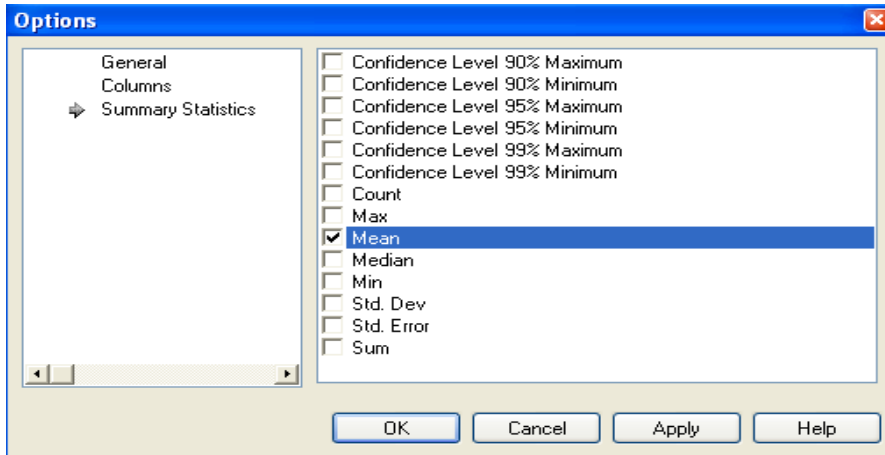 Options
General
Columns
Summary Statistics
Confidence Level 90% Maximum
Confidence Level 90% Minimum
Confidence Level 95% Maximum
Confidence Level 95% Minimum
Confidence Level 99% Maximum
Confidence Level 99% Minimum
Count
Max
Mean
Median
Min
Std. Dev
Std. Error
Sum
OK Cancel Apply Help